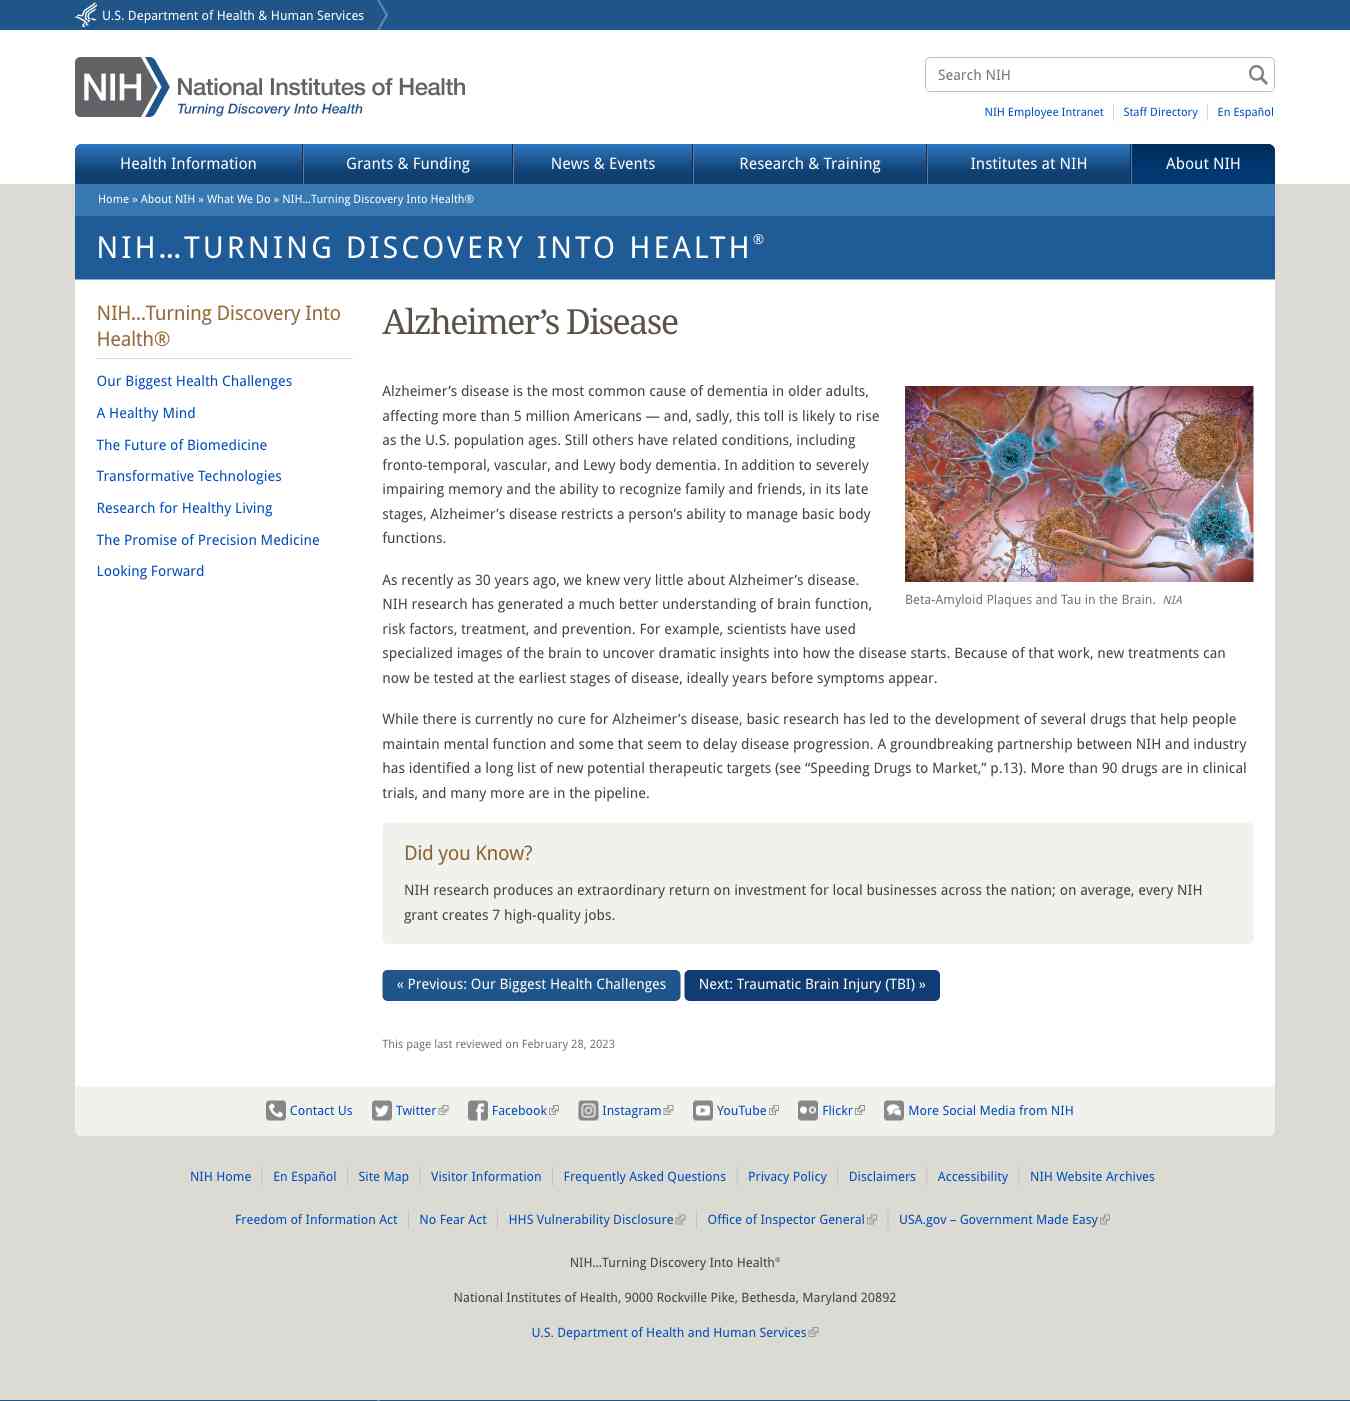 U.S. Department of Health & Human Services
NIH National Institutes of Health
Turning Discovery Into Health
Search NIH
NIH Employee Intranet Staff Directory En Español
Health Information Grants & Funding News & Events Research & Training Institutes at NIH About NIH
Home » About NIH » What We Do » NIH…Turning Discovery Into Health®
NIH…TURNING DISCOVERY INTO HEALTH®
NIH…Turning Discovery Into
Health®
Our Biggest Health Challenges
A Healthy Mind
The Future of Biomedicine
Transformative Technologies
Research for Healthy Living
The Promise of Precision Medicine
Looking Forward
Alzheimer’s Disease
Alzheimer’s disease is the most common cause of dementia in older adults,
affecting more than 5 million Americans — and, sadly, this toll is likely to rise
as the U.S. population ages. Still others have related conditions, including
fronto-temporal, vascular, and Lewy body dementia. In addition to severely
impairing memory and the ability to recognize family and friends, in its late
stages, Alzheimer’s disease restricts a person’s ability to manage basic body
functions.
Beta-Amyloid Plaques and Tau in the Brain. NIA
As recently as 30 years ago, we knew very little about Alzheimer’s disease.
NIH research has generated a much better understanding of brain function,
risk factors, treatment, and prevention. For example, scientists have used
specialized images of the brain to uncover dramatic insights into how the disease starts. Because of that work, new treatments can
now be tested at the earliest stages of disease, ideally years before symptoms appear.
While there is currently no cure for Alzheimer’s disease, basic research has led to the development of several drugs that help people
maintain mental function and some that seem to delay disease progression. A groundbreaking partnership between NIH and industry
has identified a long list of new potential therapeutic targets (see “Speeding Drugs to Market,” p.13). More than 90 drugs are in clinical
trials, and many more are in the pipeline.
Did you Know?
NIH research produces an extraordinary return on investment for local businesses across the nation; on average, every NIH
grant creates 7 high-quality jobs.
« Previous: Our Biggest Health Challenges Next: Traumatic Brain Injury (TBI) »
This page last reviewed on February 28, 2023
Contact Us Twitter Facebook Instagram YouTube Flickr More Social Media from NIH
NIH Home En Español Site Map Visitor Information Frequently Asked Questions Privacy Policy Disclaimers Accessibility NIH Website Archives
Freedom of Information Act No Fear Act HHS Vulnerability Disclosure Office of Inspector General USA.gov – Government Made Easy
NIH…Turning Discovery Into Health®
National Institutes of Health, 9000 Rockville Pike, Bethesda, Maryland 20892
U.S. Department of Health and Human Services